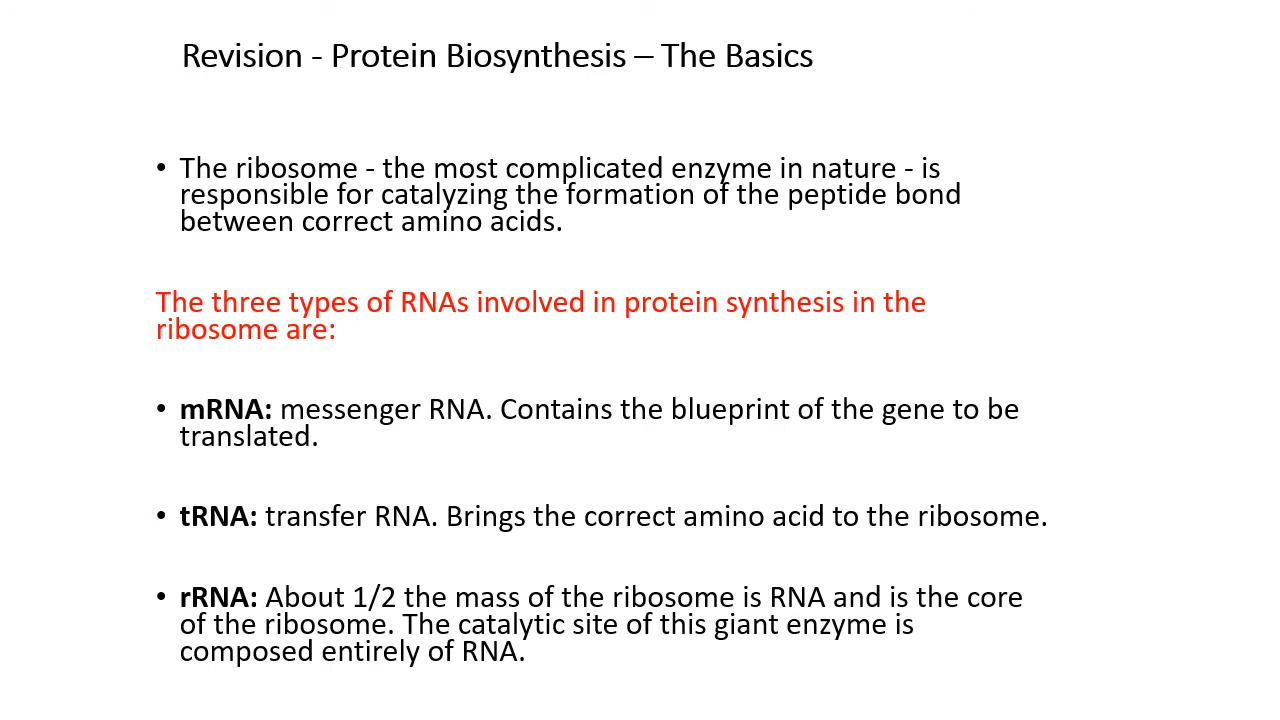 Revision - Protein Biosynthesis – The Basics
• The ribosome - the most complicated enzyme in nature - is
responsible for catalyzing the formation of the peptide bond
between correct amino acids.
The three types of RNAs involved in protein synthesis in the
ribosome are:
• mRNA: messenger RNA. Contains the blueprint of the gene to be
translated.
• tRNA: transfer RNA. Brings the correct amino acid to the ribosome.
• rRNA: About 1/2 the mass of the ribosome is RNA and is the core
of the ribosome. The catalytic site of this giant enzyme is
composed entirely of RNA.